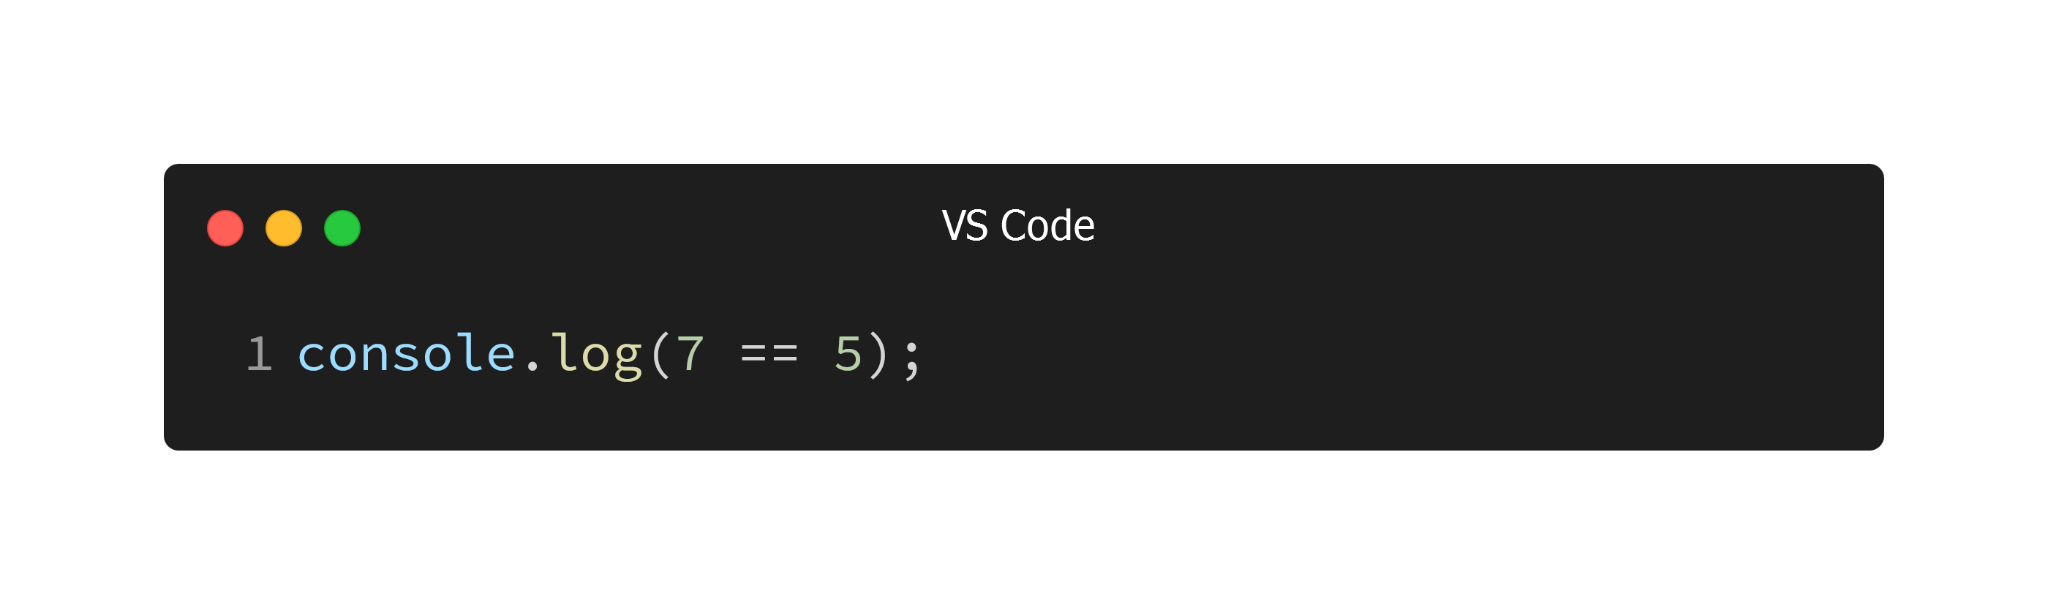 VS Code
1 console.log(7 == 5);